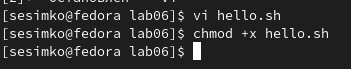 [sesimko@fedora lab06]$ vi hello.sh
[sesimko@fedora lab06]$ chmod +x hello.sh
[sesimko@fedora lab06]$